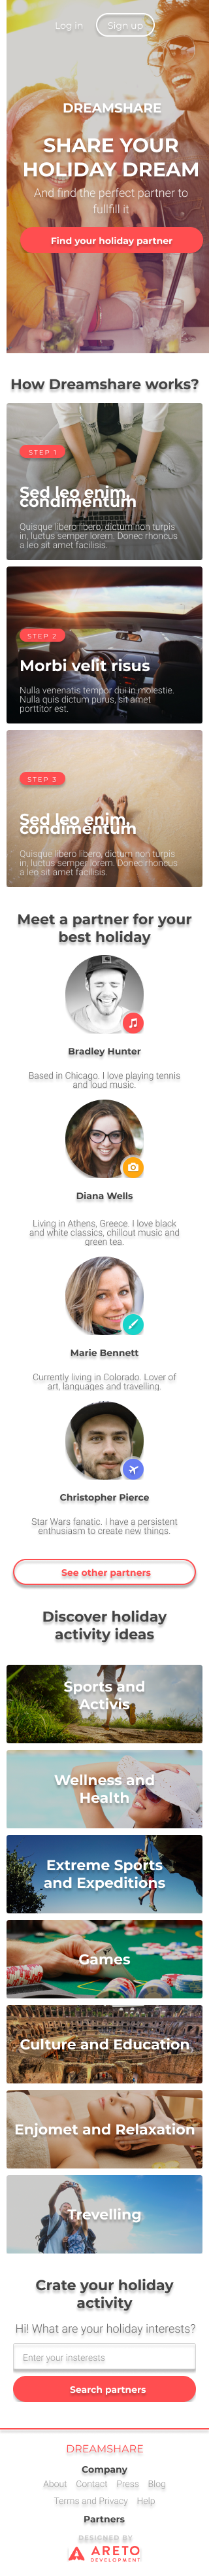 Log in Sign up
DREAMSHARE
SHARE YOUR
HOLIDAY DREAM
And find the perfect partner to
fullfill it
Find your holiday partner
How Dreamshare works?
STEP 1
Sed leo enim,
condimentum
Quisque libero libero, dictum non turpis
in, luctus semper lorem. Donec rhoncus
a leo sit amet facilisis.
STEP 2
Morbi velit risus
Nulla venenatis tempor dui in molestie.
Nulla quis dictum purus, sit amet
porttitor est.
STEP 3
Sed leo enim,
condimentum
Quisque libero libero, dictum non turpis
in, luctus semper lorem. Donec rhoncus
a leo sit amet facilisis.
Meet a partner for your
best holiday
Bradley Hunter
Based in Chicago. I love playing tennis
and loud music.
Diana Wells
Living in Athens, Greece. I love black
and white classics, chillout music and
green tea.
Marie Bennett
Currently living in Colorado. Lover of
art, languages and travelling.
Christopher Pierce
Star Wars fanatic. I have a persistent
enthusiasm to create new things.
See other partners
Discover holiday
activity ideas
Sports and
Activis
Wellness and
Health
Extreme Sports
and Expeditions
Games
Culture and Education
Enjomet and Relaxation
Trevelling
Crate your holiday
activity
Hi! What are your holiday interests?
Enter your insterests
Search partners
DREAMSHARE
Company
About Contact Press Blog
Terms and Privacy Help
Partners
DESIGNED BY
ARETO
DEVELOPMENT